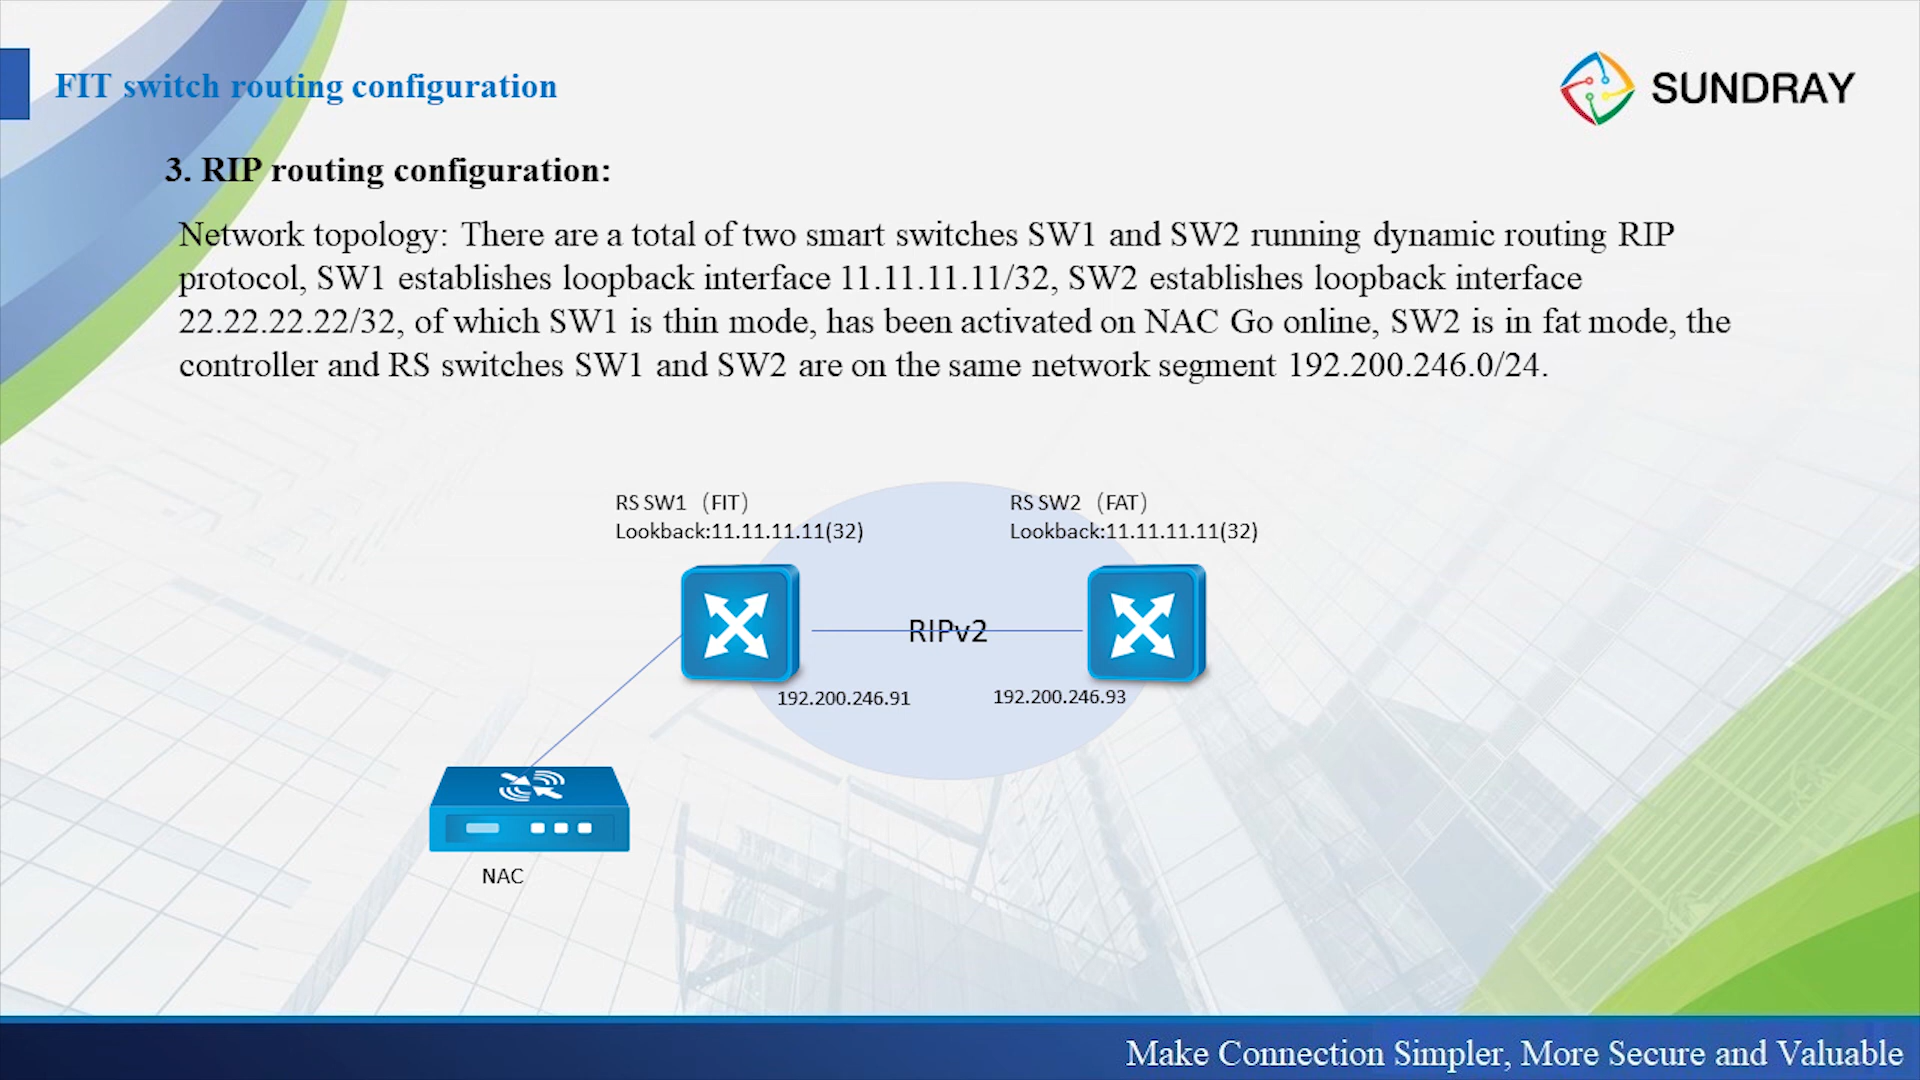 FIT switch routing configuration
SUNDRAY
3. RIP routing configuration:
Network topology: There are a total of two smart switches SW1 and SW2 running dynamic routing RIP
protocol, SW1 establishes loopback interface 11.11.11.11/32, SW2 establishes loopback interface
22.22.22.22/32, of which SW1 is thin mode, has been activated on NAC Go online, SW2 is in fat mode, the
controller and RS switches SW1 and SW2 are on the same network segment 192.200.246.0/24.
RS SW1（FIT）
Lookback:11.11.11.11(32)
RS SW2（FAT）
Lookback:11.11.11.11(32)
RIPv2
192.200.246.91
192.200.246.93
NAC
Make Connection Simpler, More Secure and Valuable